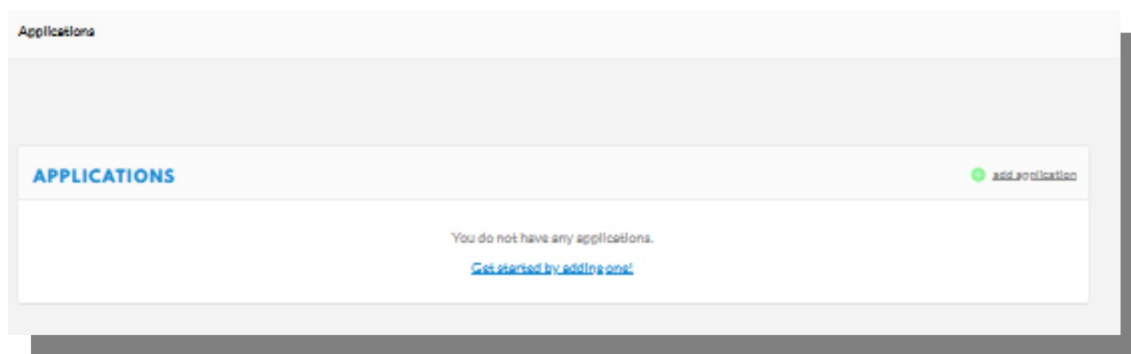 Applications
APPLICATIONS
add application
You do not have any applications.
Get started by adding one!